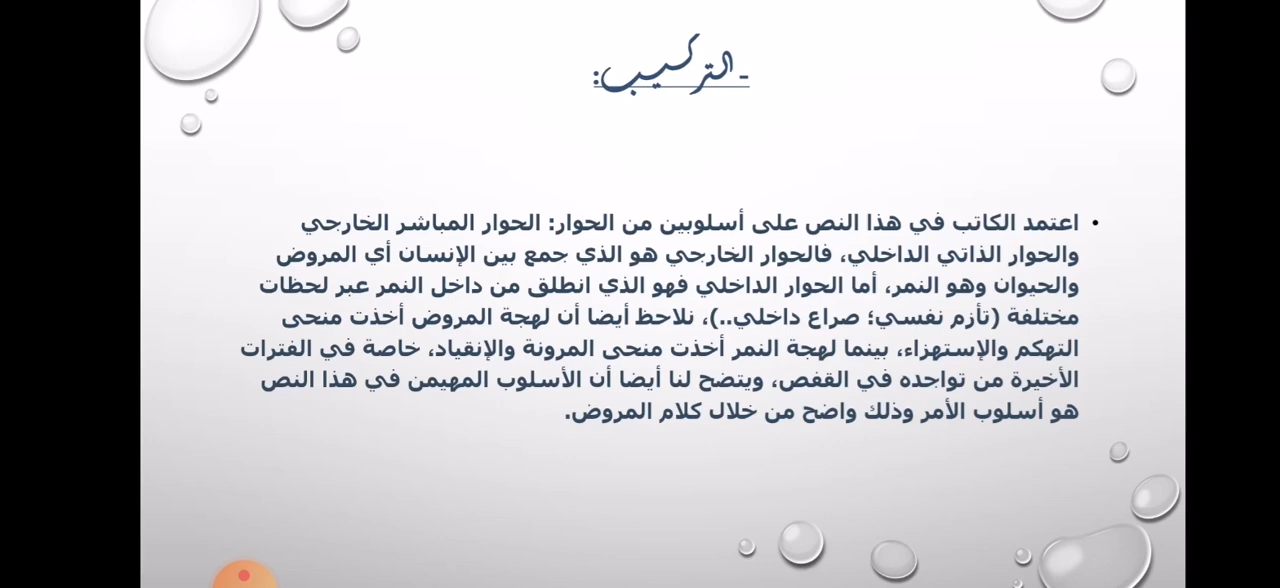 - التركيب:
• اعتمد الكاتب في هذا النص على أسلوبين من الحوار: الحوار المباشر الخارجي
والحوار الذاتي الداخلي، فالحوار الخارجي هو الذي جمع بين الإنسان أي المروض
والحيوان وهو النمر، أما الحوار الداخلي فهو الذي انطلق من داخل النمر عبر لحظات
مختلفة (تأزم نفسي؛ صراع داخلي..)، نلاحظ أيضا أن لهجة المروض أخذت منحى
التهكم والإستهزاء، بينما لهجة النمر أخذت منحى المرونة والإنقياد، خاصة في الفترات
الأخيرة من تواجده في القفص، ويتضح لنا أيضا أن الأسلوب المهيمن في هذا النص
هو أسلوب الأمر وذلك واضح من خلال كلام المروض.